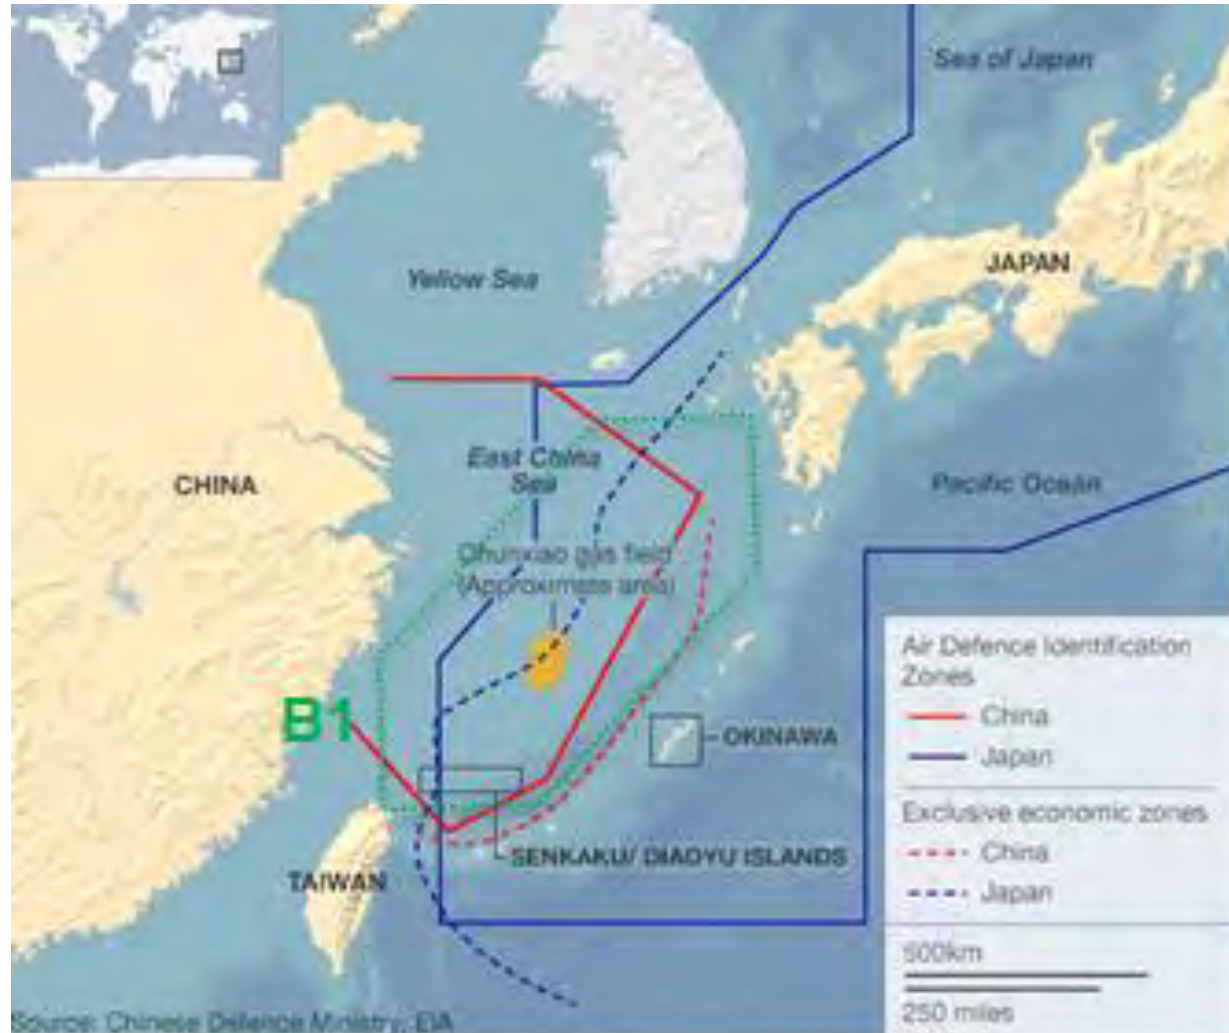 Sea of Japan
JAPAN
Yellow Sea
East China
Sea
CHINA
Pacific Ocean
Chunxiao gas field
(Approximate area)
B1
OKINAWA
SENKAKU/ DIAOYU ISLANDS
TAIWAN
Air Defence Identification
Zones
China
Japan
Exclusive economic zones
China
Japan
500km
250 miles
Source: Chinese Defence Ministry, EIA